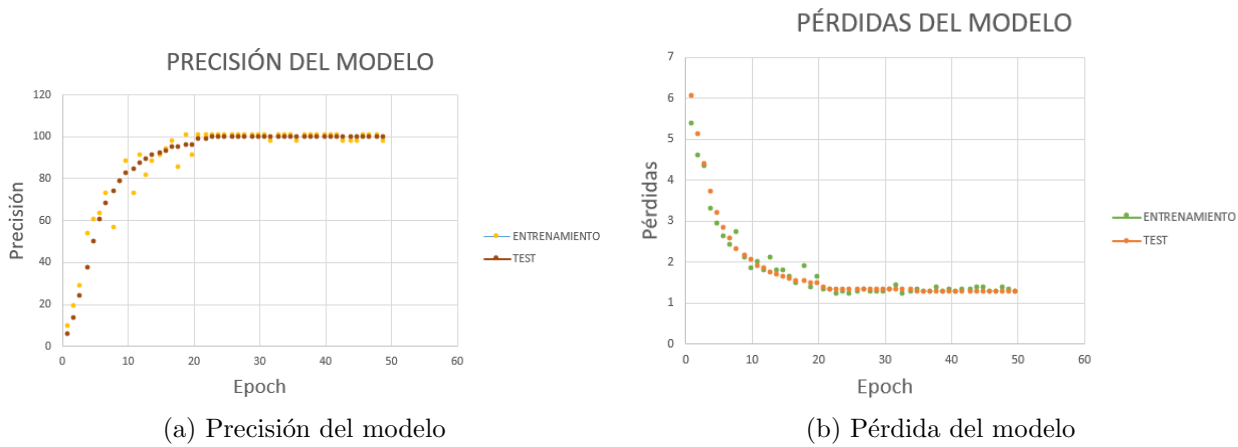 PRECISIÓN DEL MODELO
120
100
80
60
40
20
0
0 10 20 30 40 50 60
Precisión
Epoch
ENTRENAMIENTO
TEST
(a) Precisión del modelo
PÉRDIDAS DEL MODELO
7
6
5
4
3
2
1
0
0 10 20 30 40 50 60
Pérdidas
Epoch
ENTRENAMIENTO
TEST
(b) Pérdida del modelo